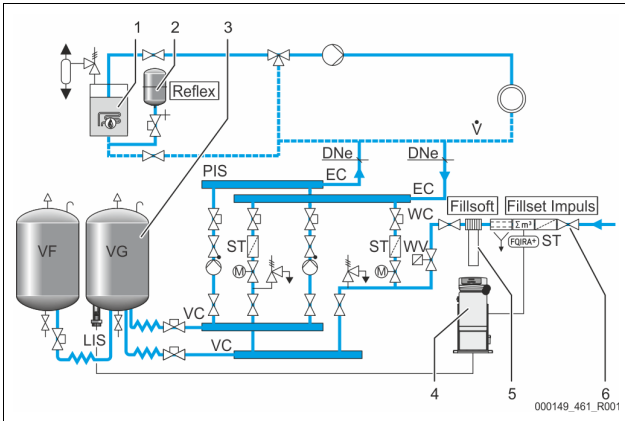 1 2 3
Reflex
V̇
DNe DNe
PIS EC
EC Fillsoft Fillset Impuls
WC
Σm³
ST ST WV FQIRA+ ST
VF VG M M
VC
LIS
VC
4 5 6
000149_461_R001